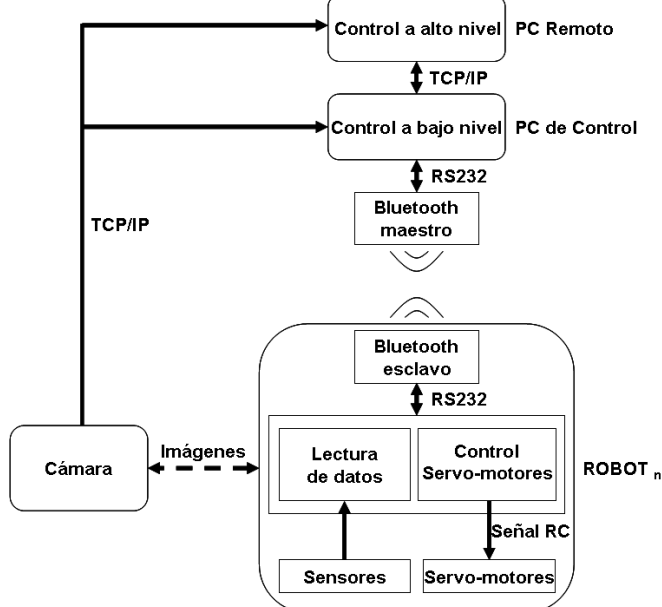 Control a alto nivel
PC Remoto
TCP/IP
Control a bajo nivel
PC de Control
RS232
Bluetooth
maestro
TCP/IP
Bluetooth
esclavo
RS232
Cámara
Imágenes
Lectura
de datos
Control
Servo-motores
ROBOT n
Señal RC
Sensores
Servo-motores